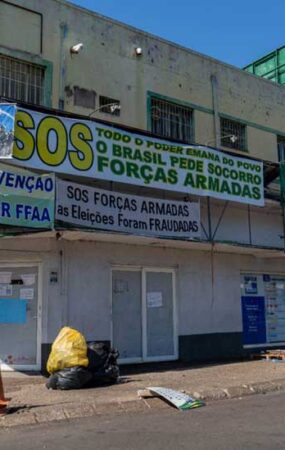 SOS
TODO O PODER EMANA DO POVO
O BRASIL PEDE SOCORRO
FORÇAS ARMADAS
VENÇÃO
R FFAA
SOS FORÇAS ARMADAS
as Eleições Foram FRAUDADAS